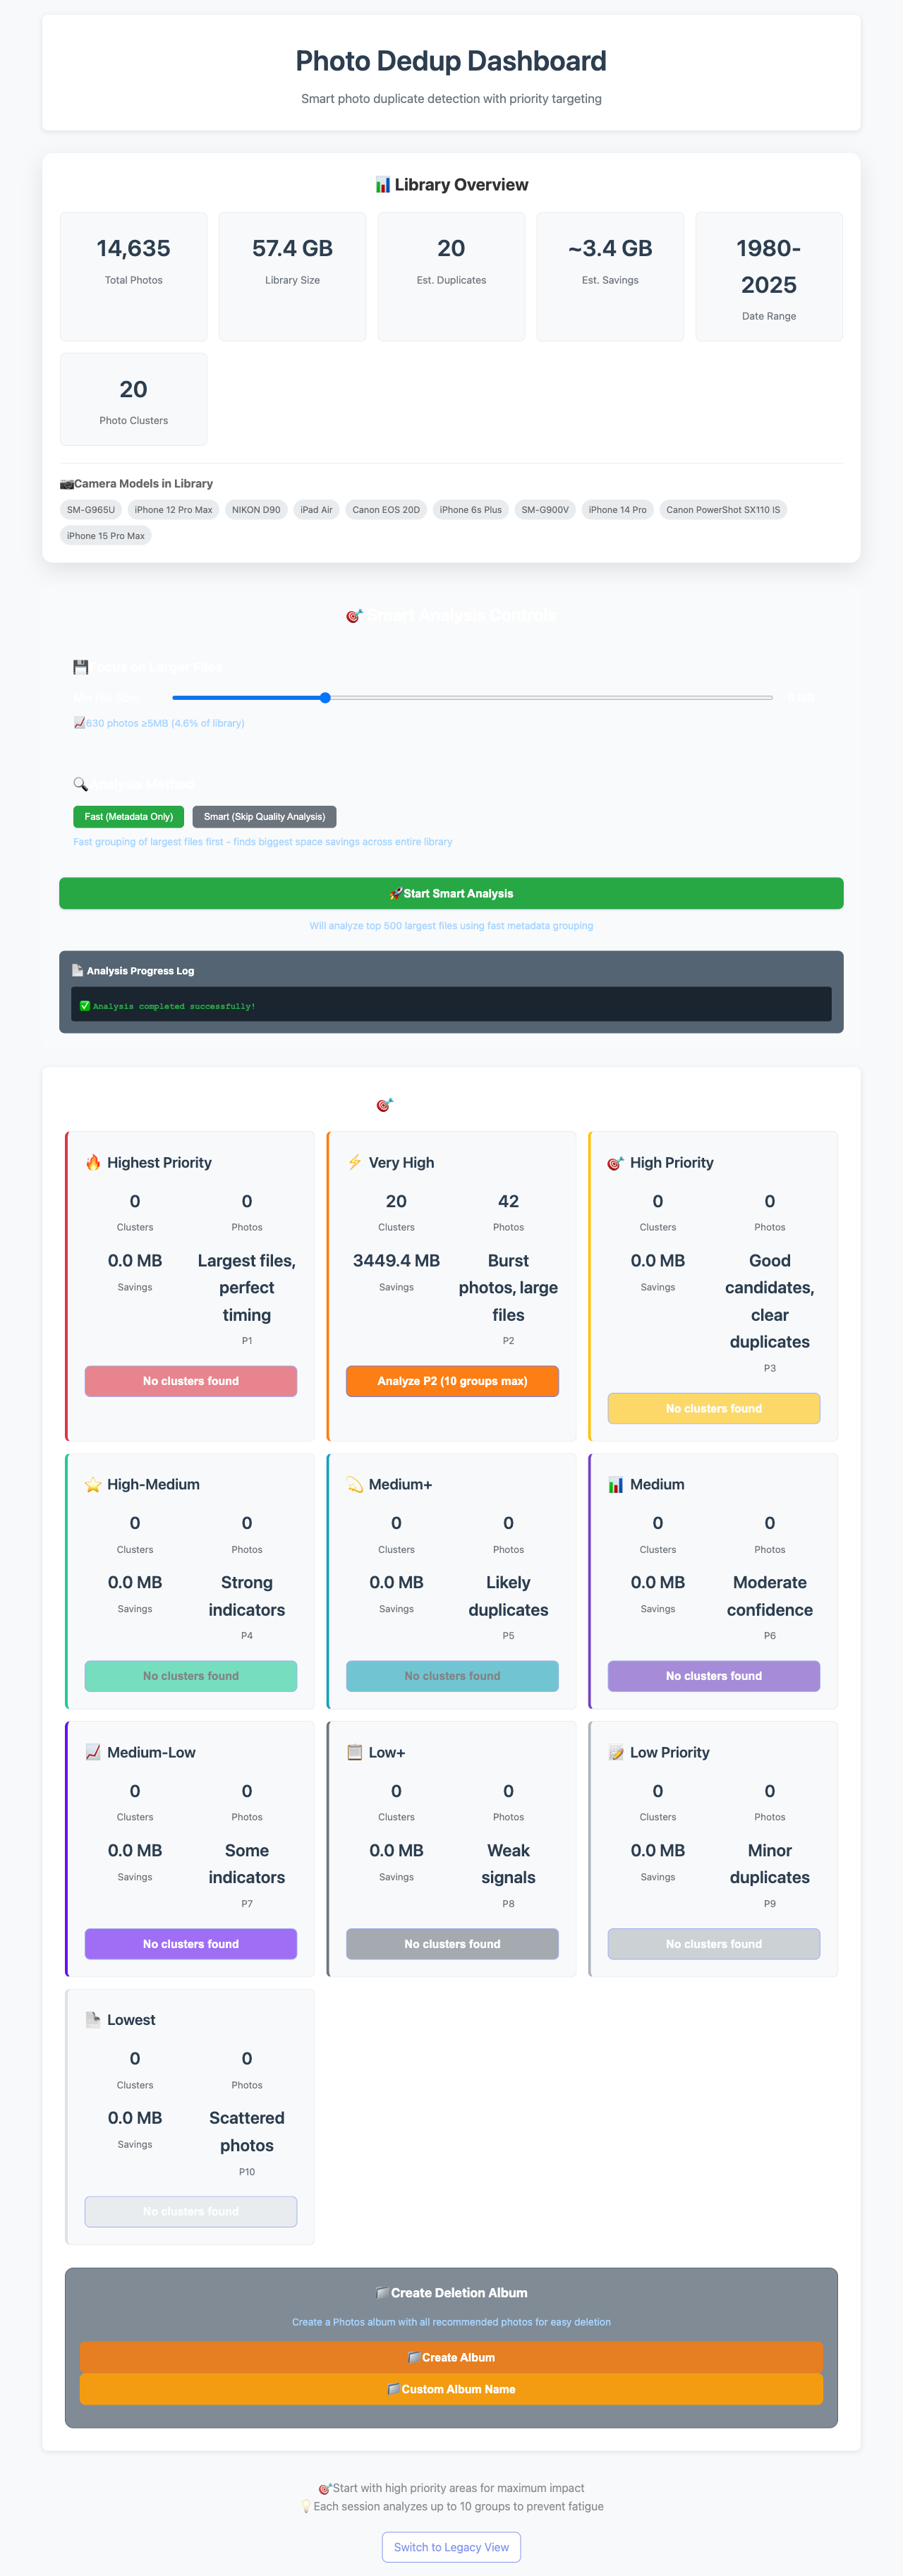 Photo Dedup Dashboard
Smart photo duplicate detection with priority targeting
📊 Library Overview
14,635
Total Photos
57.4 GB
Library Size
20
Est. Duplicates
~3.4 GB
Est. Savings
1980-
2025
Date Range
20
Photo Clusters
📷Camera Models in Library
SM-G965U iPhone 12 Pro Max NIKON D90 iPad Air Canon EOS 20D iPhone 6s Plus SM-G900V iPhone 14 Pro Canon PowerShot SX110 IS
iPhone 15 Pro Max
🎯 Smart Analysis Controls
💾 Focus on Larger Files
📈630 photos ≥5MB (4.6% of library)
🔍 Analysis Method
Fast (Metadata Only) Smart (Skip Quality Analysis)
Fast grouping of largest files first - finds biggest space savings across entire library
🚀Start Smart Analysis
Will analyze top 500 largest files using fast metadata grouping
📄 Analysis Progress Log
✅ Analysis completed successfully!
🎯
🔥 Highest Priority
0
Clusters
0
Photos
0.0 MB
Savings
Largest files,
perfect
timing
P1
No clusters found
⚡ Very High
20
Clusters
42
Photos
3449.4 MB
Savings
Burst
photos, large
files
P2
Analyze P2 (10 groups max)
🎯 High Priority
0
Clusters
0
Photos
0.0 MB
Savings
Good
candidates,
clear
duplicates
P3
No clusters found
⭐ High-Medium
0
Clusters
0
Photos
0.0 MB
Savings
Strong
indicators
P4
No clusters found
💫 Medium+
0
Clusters
0
Photos
0.0 MB
Savings
Likely
duplicates
P5
No clusters found
📊 Medium
0
Clusters
0
Photos
0.0 MB
Savings
Moderate
confidence
P6
No clusters found
📈 Medium-Low
0
Clusters
0
Photos
0.0 MB
Savings
Some
indicators
P7
No clusters found
📋 Low+
0
Clusters
0
Photos
0.0 MB
Savings
Weak
signals
P8
No clusters found
📝 Low Priority
0
Clusters
0
Photos
0.0 MB
Savings
Minor
duplicates
P9
No clusters found
📄 Lowest
0
Clusters
0
Photos
0.0 MB
Savings
Scattered
photos
P10
No clusters found
📁Create Deletion Album
Create a Photos album with all recommended photos for easy deletion
📁Create Album
📁Custom Album Name
🎯Start with high priority areas for maximum impact
💡Each session analyzes up to 10 groups to prevent fatigue
Switch to Legacy View